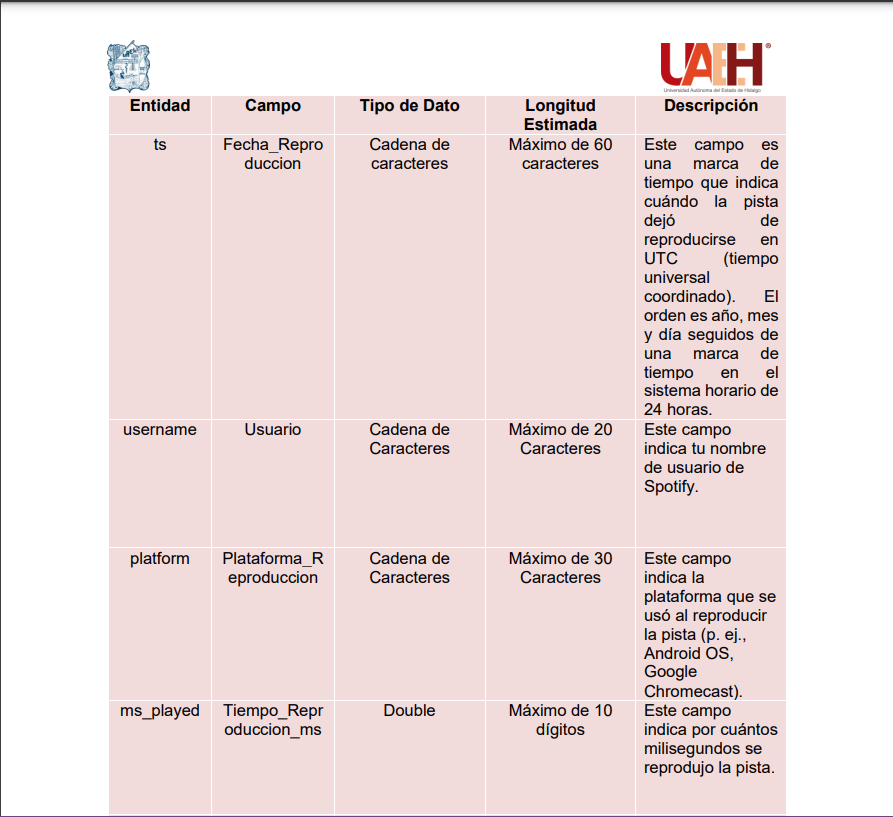 UAEH®
Universidad Autónoma del Estado de Hidalgo
Entidad Campo Tipo de Dato Longitud Estimada Descripción
ts
Fecha_Repro
duccion
Cadena de
caracteres
Máximo de 60
caracteres
Este campo es
una marca de
tiempo que indica
cuándo la pista
dejó de
reproducirse en
UTC (tiempo
universal
coordinado). El
orden es año, mes
y día seguidos de
una marca de
tiempo en el
sistema horario de
24 horas.
username
Usuario
Cadena de
Caracteres
Máximo de 20
Caracteres
Este campo
indica tu nombre
de usuario de
Spotify.
platform
Plataforma_R
eproduccion
Cadena de
Caracteres
Máximo de 30
Caracteres
Este campo
indica la
plataforma que se
usó al reproducir
la pista (p. ej.,
Android OS,
Google
Chromecast).
ms_played
Tiempo_Repr
oduccion_ms
Double
Máximo de 10
dígitos
Este campo
indica por cuántos
milisegundos se
reprodujo la pista.